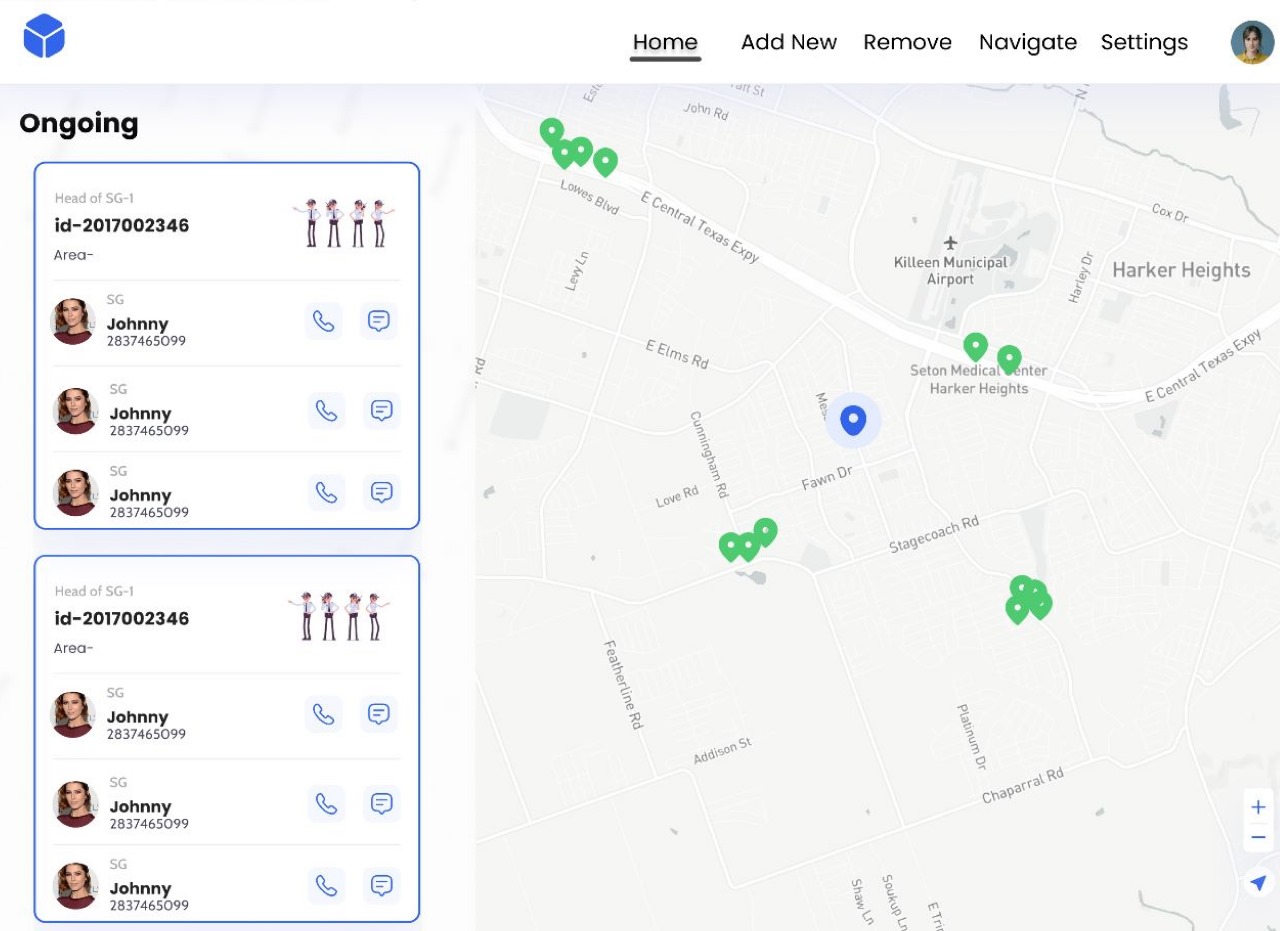 Home
Add New
Remove
Navigate
Settings
Ongoing
Head of SG-1
id-2017002346
Area-
SG
Johnny
2837465099
SG
Johnny
2837465099
SG
Johnny
2837465099
Head of SG-1
id-2017002346
Area-
SG
Johnny
2837465099
SG
Johnny
2837465099
SG
Johnny
2837465099
John Rd
Lowes Blvd
E Central Texas Expy
Levy Ln
Cox Dr
Killeen Municipal
Airport
Harley Dr
Harker Heights
E Elms Rd
Rd
Seton Medical Center
Harker Heights
E Central Texas Expy
Cunningham Rd
Fawn Dr
Love Rd
Stagecoach Rd
Featherline Rd
Platinum Dr
Addison St
Chaparral Rd
Shaw Ln
Soukup Ln
+
−